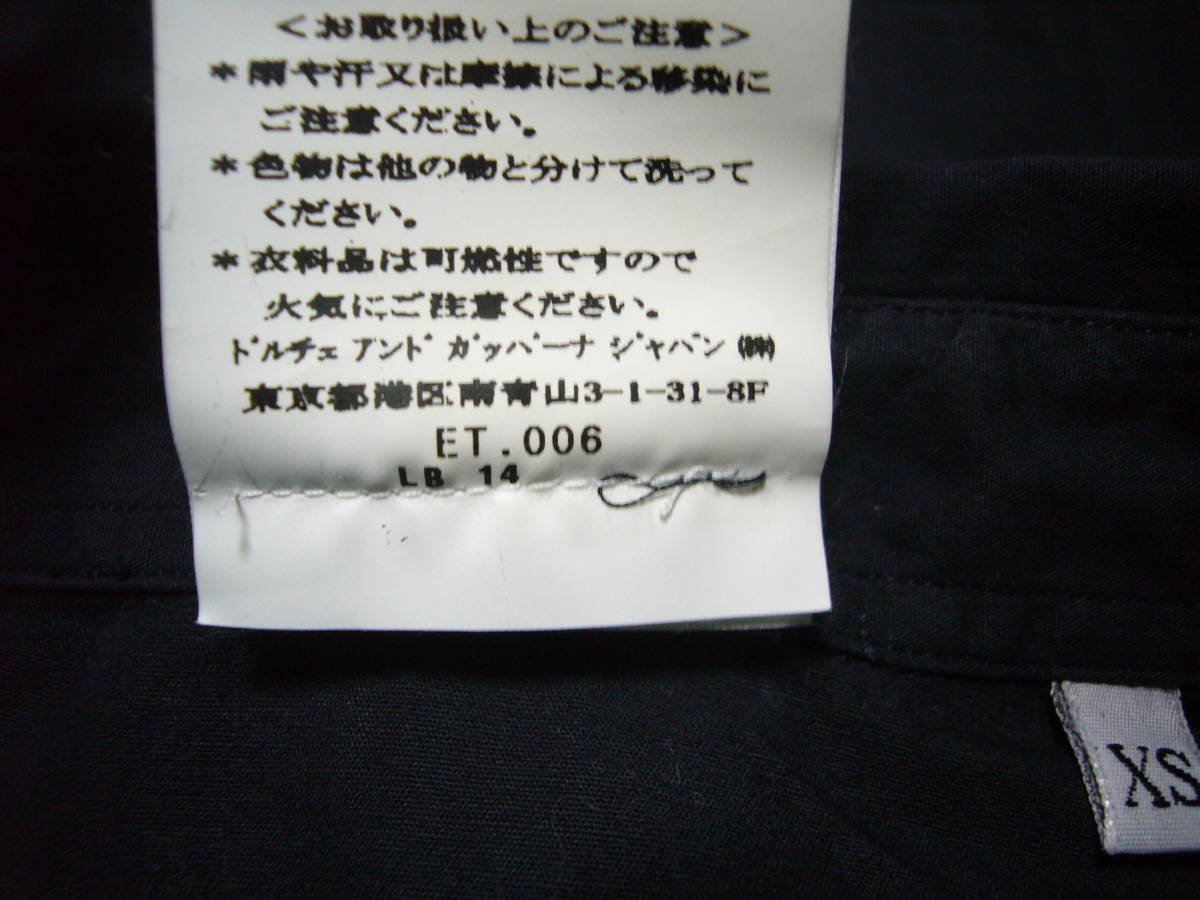 <お取り扱い上のご注意>
*雨や汗又は摩擦による移染に
ご注意ください。
*色物は他の物と分けて洗って
ください。
*衣料品は可燃性ですので
火気にご注意ください。
ドルチェ アンド ガッバーナ ジャパン (株)
東京都港区南青山3-1-31-8F
ET.006
LB 14
XS